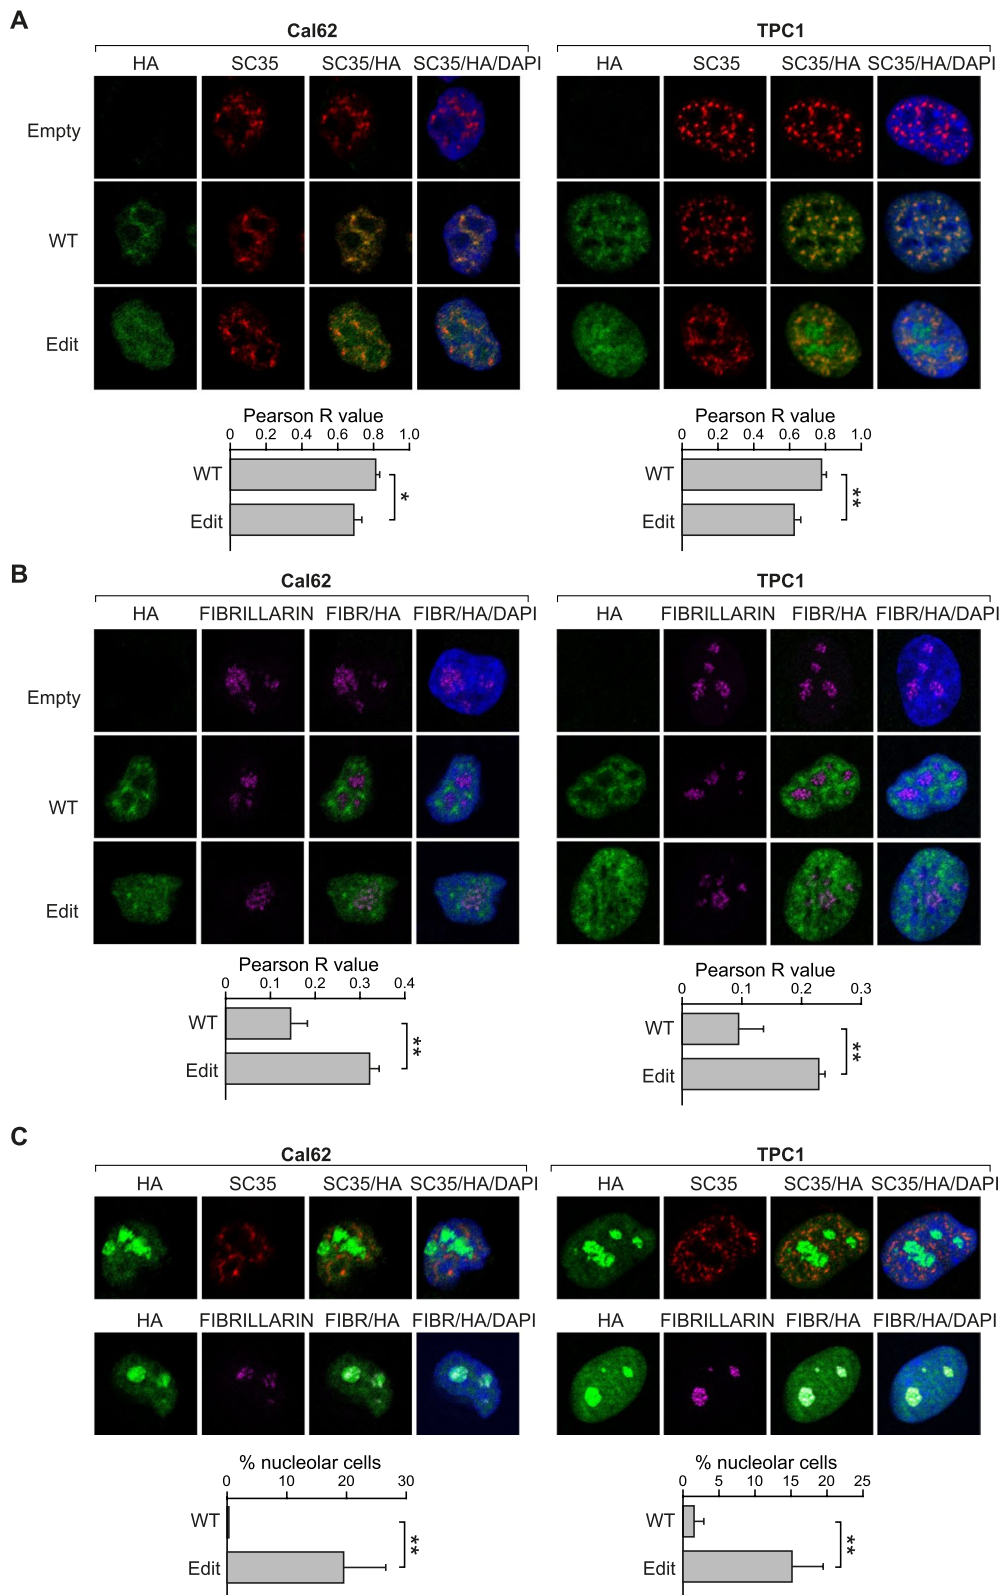 A
Cal62 TPC1
HA SC35 SC35/HA SC35/HA/DAPI HA SC35 SC35/HA SC35/HA/DAPI
Empty
WT
Edit
Pearson R value Pearson R value
0 0.2 0.4 0.6 0.8 1.0 0 0.2 0.4 0.6 0.8 1.0
WT * WT **
Edit Edit
B
Cal62 TPC1
HA FIBRILLARIN FIBR/HA FIBR/HA/DAPI HA FIBRILLARIN FIBR/HA FIBR/HA/DAPI
Empty
WT
Edit
Pearson R value Pearson R value
0 0.1 0.2 0.3 0.4 0 0.1 0.2 0.3
WT ** WT **
Edit Edit
C
Cal62 TPC1
HA SC35 SC35/HA SC35/HA/DAPI HA SC35 SC35/HA SC35/HA/DAPI
HA FIBRILLARIN FIBR/HA FIBR/HA/DAPI HA FIBRILLARIN FIBR/HA FIBR/HA/DAPI
% nucleolar cells % nucleolar cells
0 10 20 30 0 5 10 15 20 25
WT ** WT **
Edit Edit